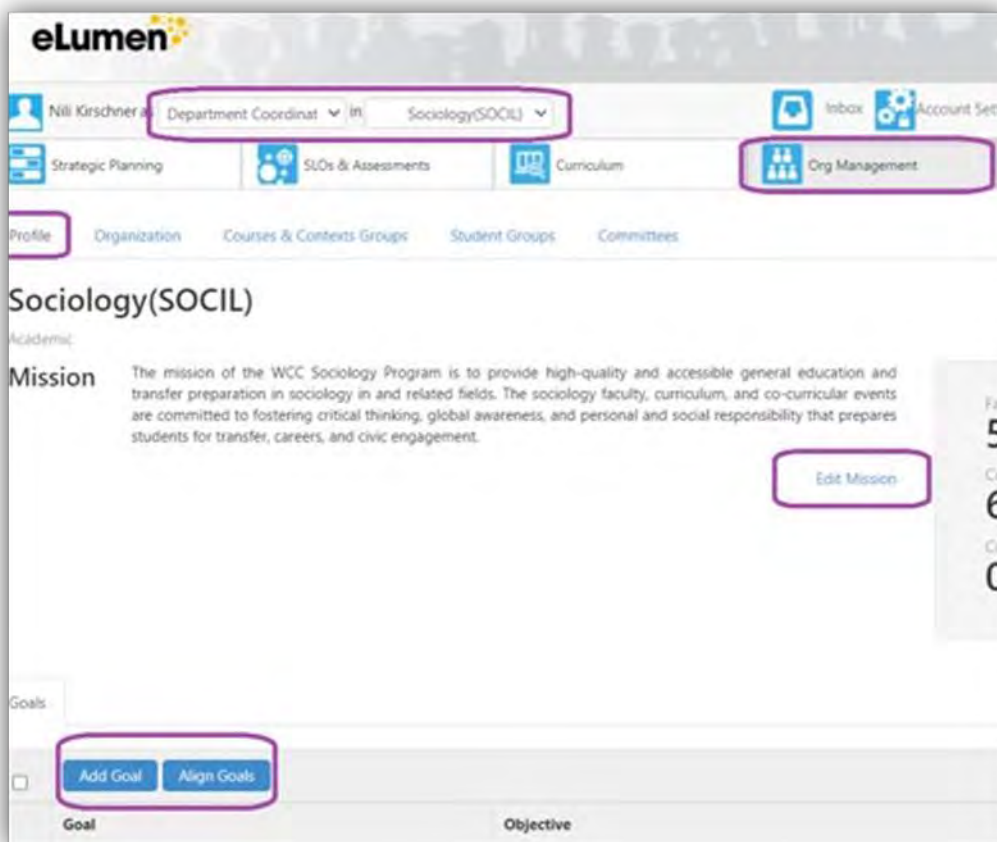 eLumen
Nili Kirschner a Department Coordinat in Sociology(SOCIL) Inbox Account Set
Strategic Planning SLOs & Assessments Curriculum Org Management
Profile Organization Courses & Contexts Groups Student Groups Committees
Sociology(SOCIL)
Academic
Mission
The mission of the WCC Sociology Program is to provide high-quality and accessible general education and
transfer preparation in sociology in and related fields. The sociology faculty, curriculum, and co-curricular events
are committed to fostering critical thinking, global awareness, and personal and social responsibility that prepares
students for transfer, careers, and civic engagement.
Edit Mission
Fa
5
Co
6
Co
0
Goals
Add Goal Align Goals
Goal Objective